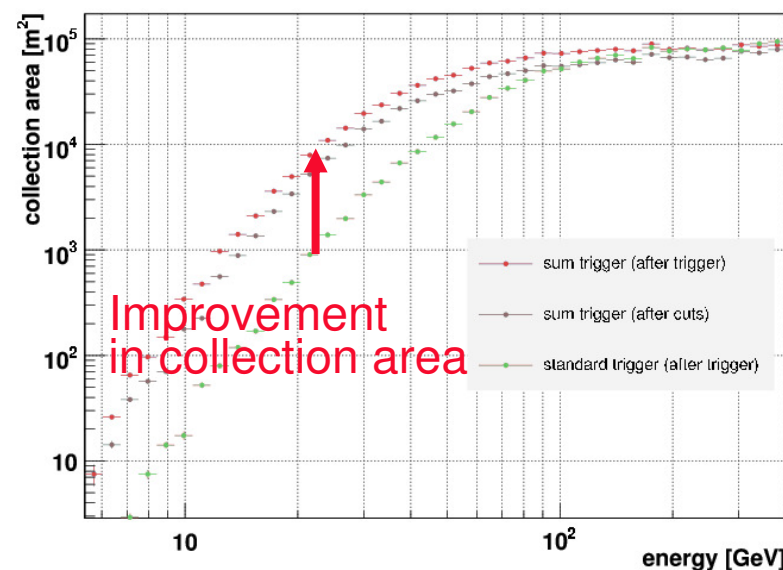 collection area [m²]
10⁵
10⁴
10³
10²
10
Improvement
in collection area
sum trigger (after trigger)
sum trigger (after cuts)
standard trigger (after trigger)
10
10²
energy [GeV]